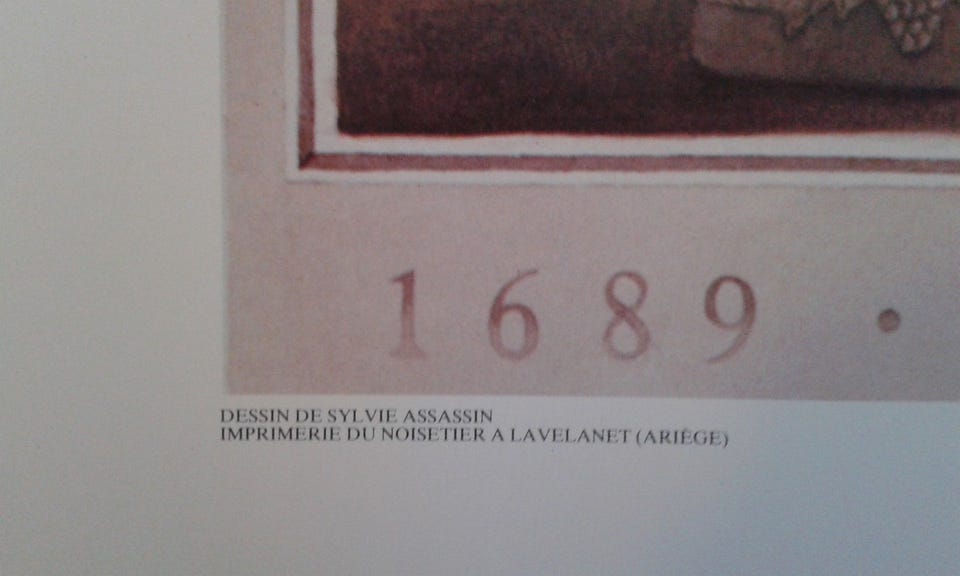 1689 •
DESSIN DE SYLVIE ASSASSIN
IMPRIMERIE DU NOISETIER A LAVELANET (ARIÈGE)